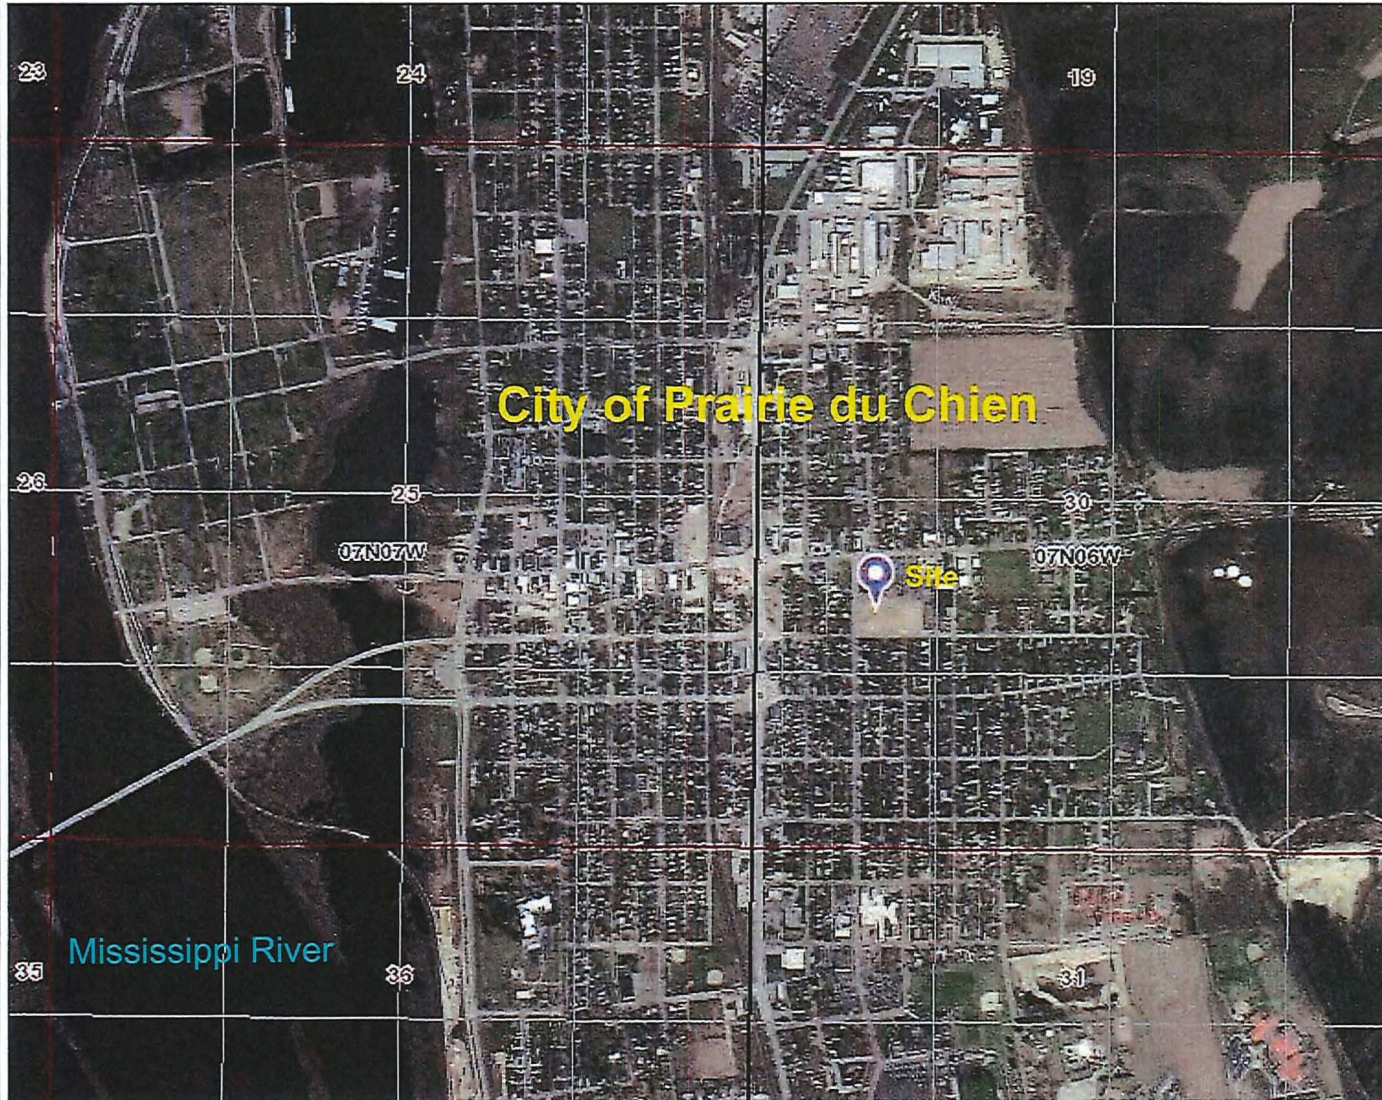 23 24 19
City of Prairie du Chien
26 25 30
07N07W 07N06W
Site
Mississippi River
35 36 31